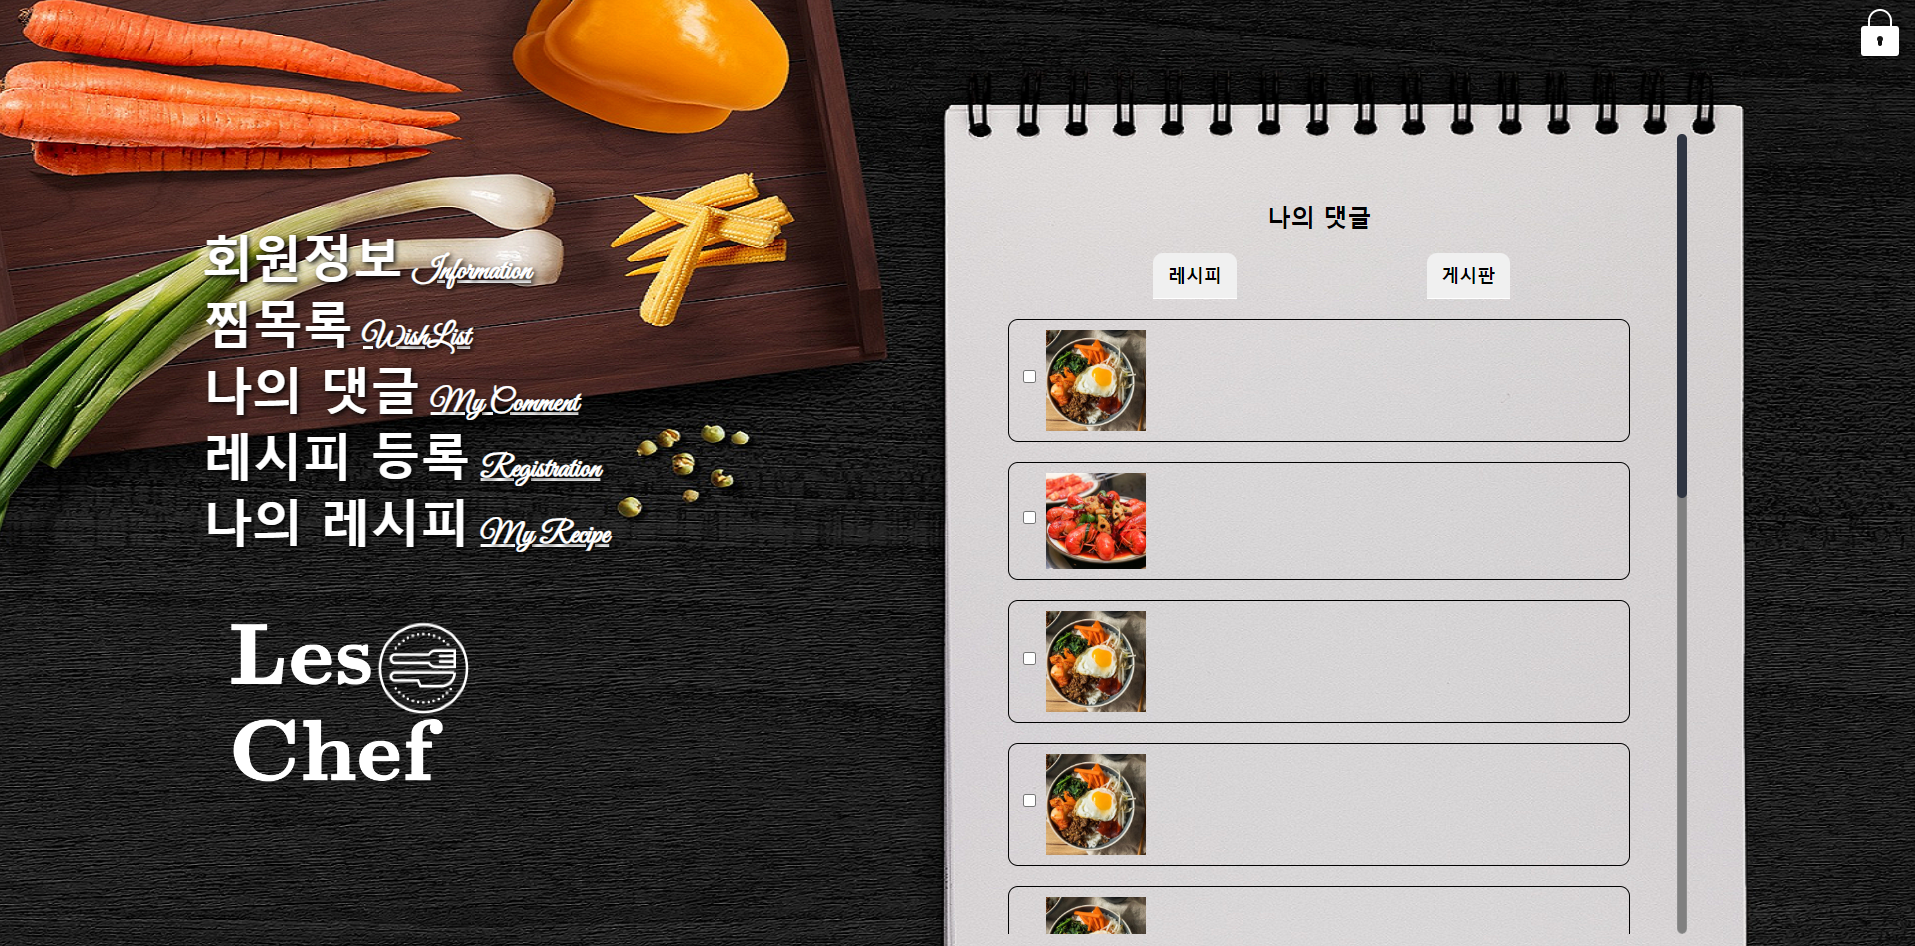 회원정보 Information
찜목록 WishList
나의 댓글 My Comment
레시피 등록 Registration
나의 레시피 My Recipe
Les
Chef
나의 댓글
레시피 게시판